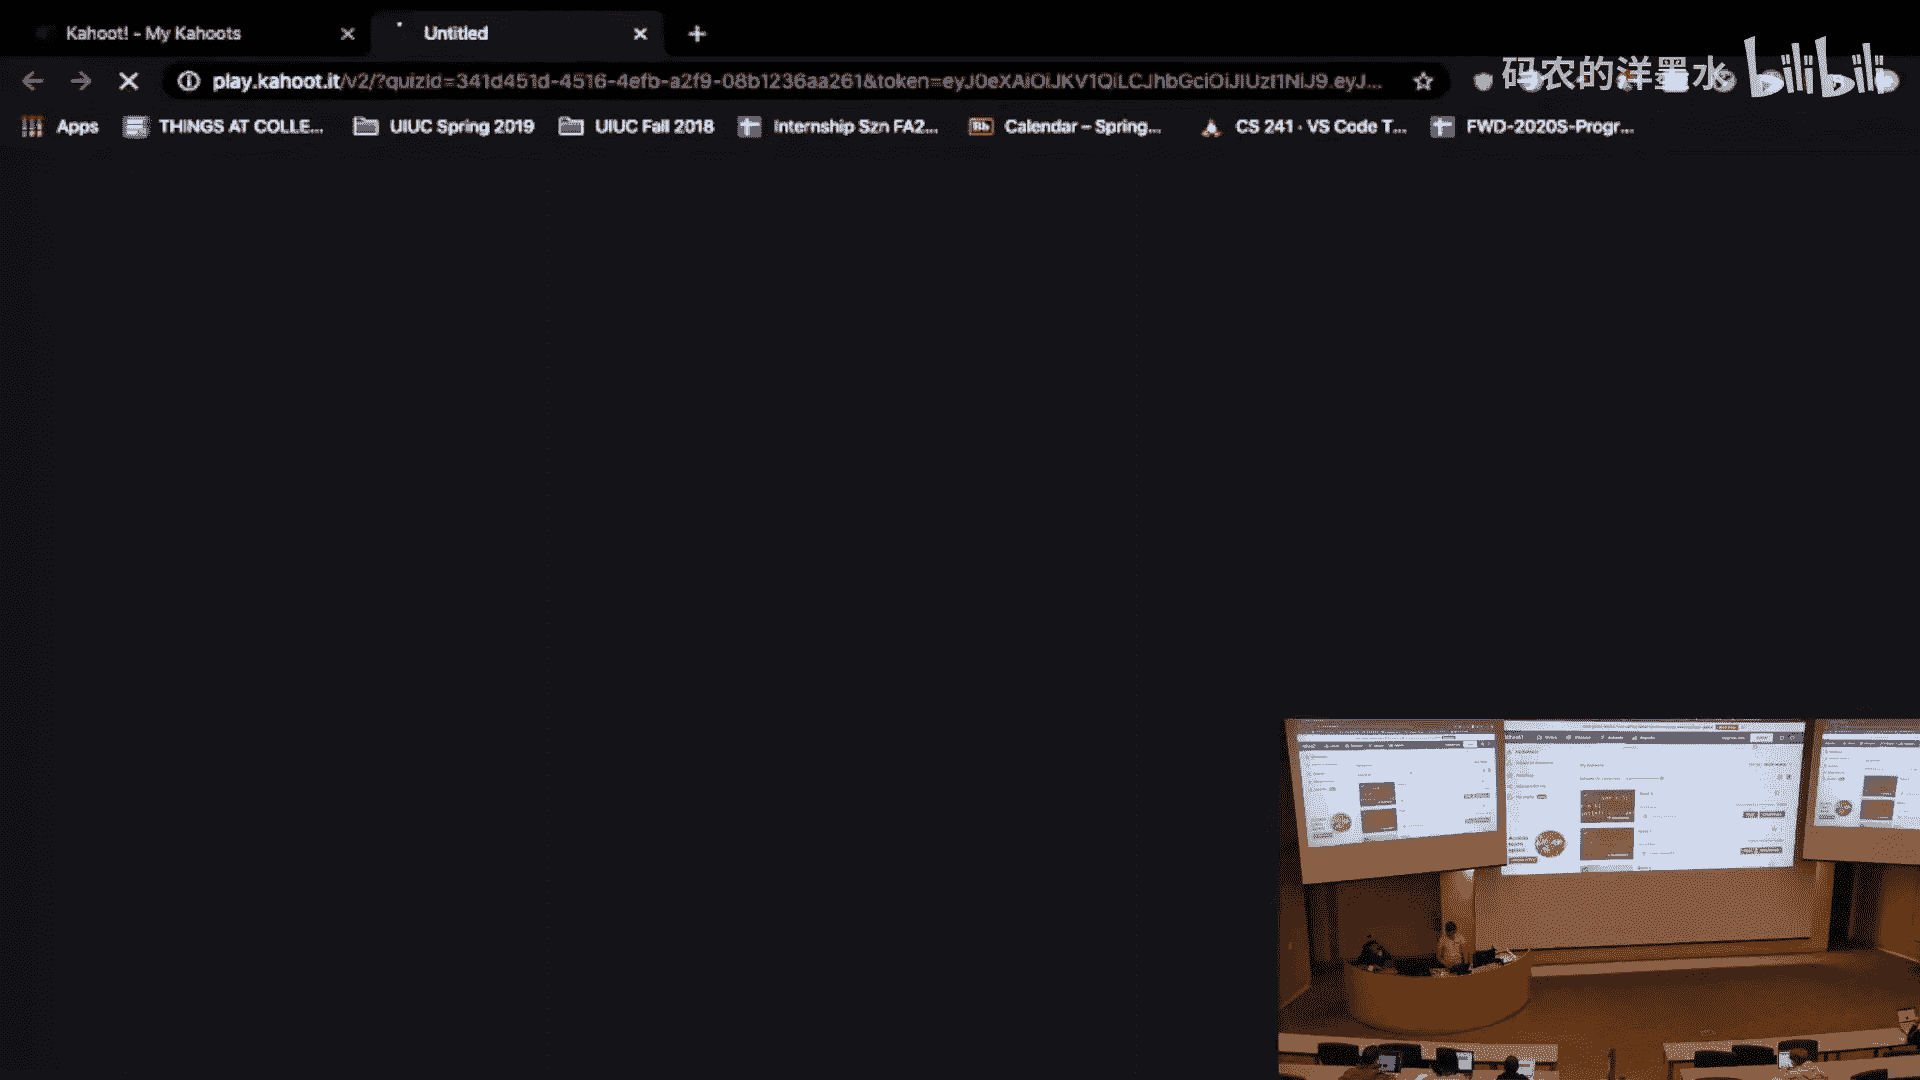 Kahoot! - My Kahoots
Untitled
play.kahoot.it/v2/?quizId=341d451d-4516-4efb-a2f9-08b1236aa261&token=eyJ0eXAiOiJKV1QiLCJhbGciOiJIUzI1NiJ9.eyJ...
码农的洋墨水 bilibili
Apps
THINGS AT COLLE...
UIUC Spring 2019
UIUC Fall 2018
Internship Szn FA2...
Calendar – Spring...
CS 241 · VS Code T...
FWD-2020S-Progr...